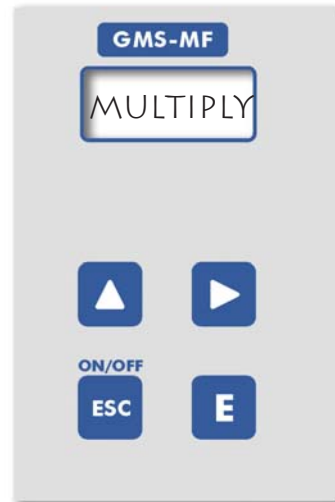 GMS-MF
MULTIPLY
ON/OFF
ESC
E